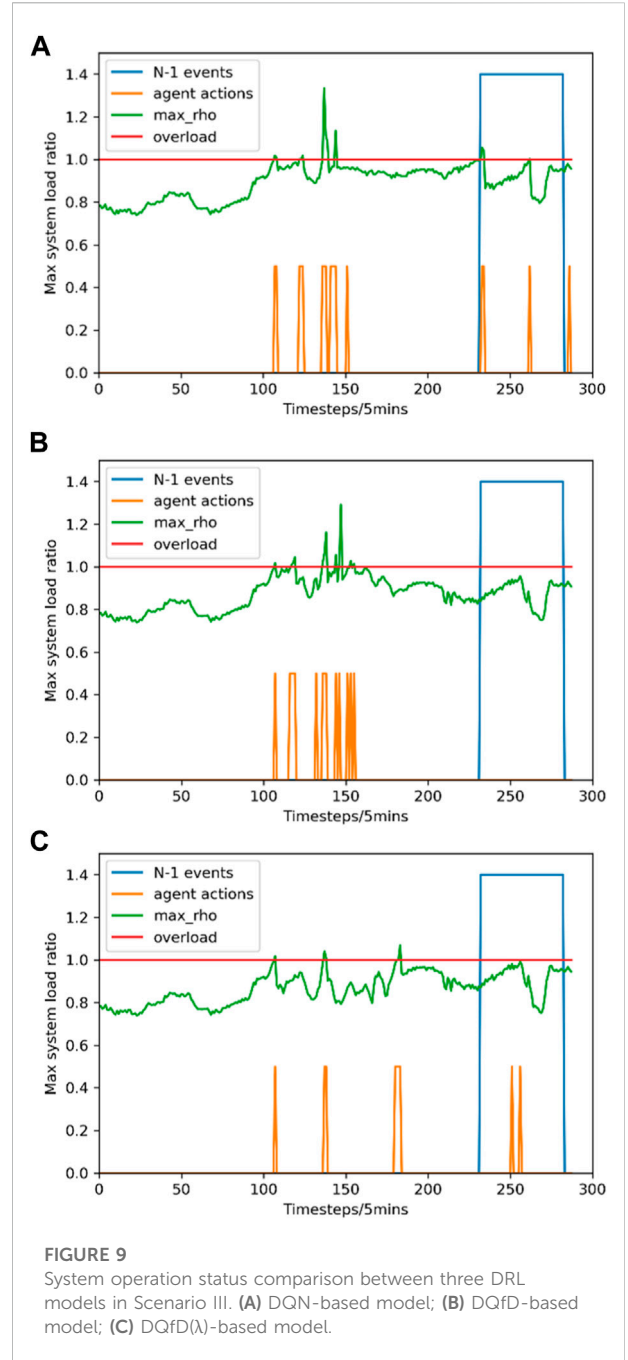 A
1.4
1.2
1.0
0.8
0.6
0.4
0.2
0.0
Max system load ratio
N-1 events
agent actions
max_rho
overload
0 50 100 150 200 250 300
Timesteps/5mins
B
1.4
1.2
1.0
0.8
0.6
0.4
0.2
0.0
Max system load ratio
N-1 events
agent actions
max_rho
overload
0 50 100 150 200 250 300
Timesteps/5mins
C
1.4
1.2
1.0
0.8
0.6
0.4
0.2
0.0
Max system load ratio
N-1 events
agent actions
max_rho
overload
0 50 100 150 200 250 300
Timesteps/5mins
FIGURE 9
System operation status comparison between three DRL
models in Scenario III. (A) DQN-based model; (B) DQfD-based
model; (C) DQfD(λ)-based model.